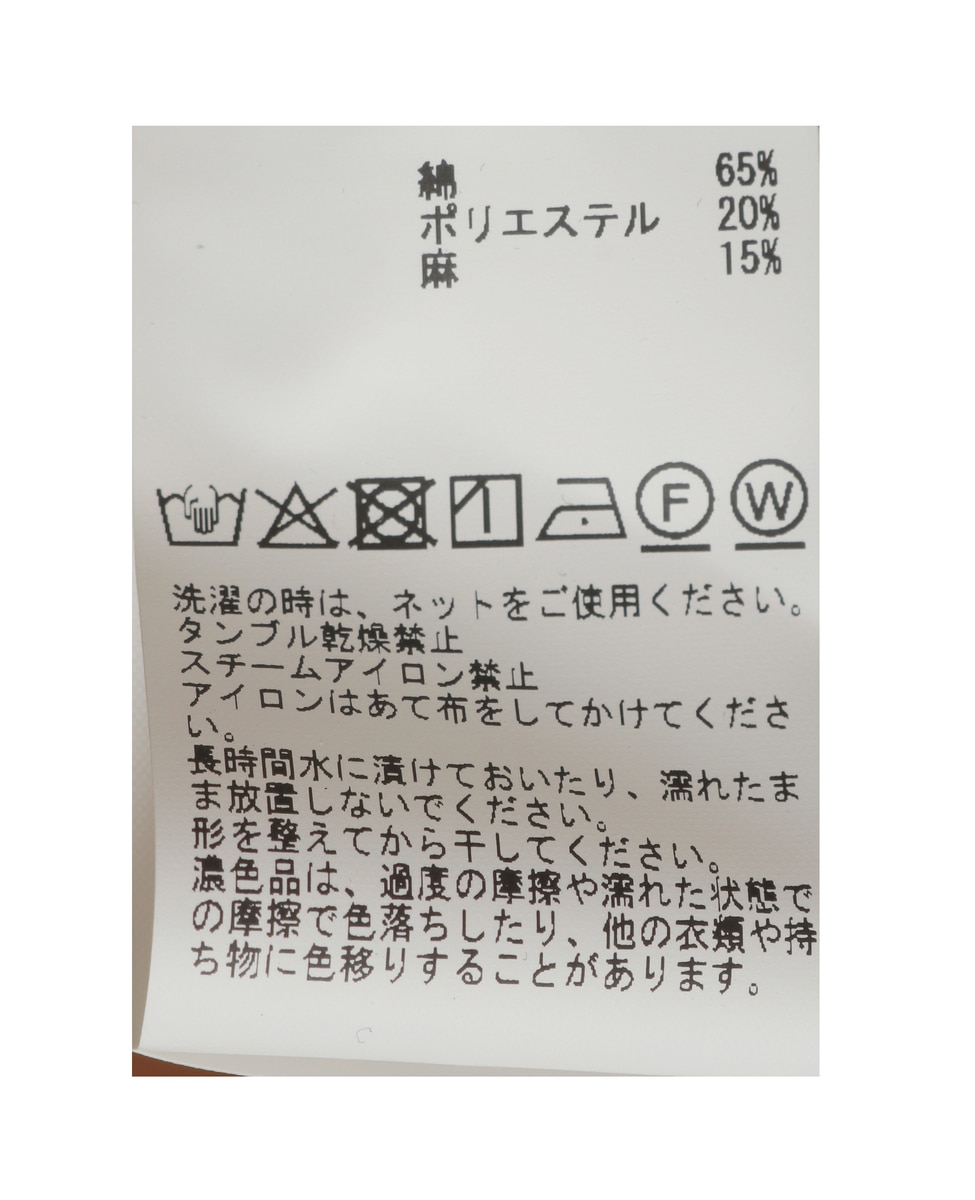 綿 65%
ポリエステル 20%
麻 15%
F W
洗濯の時は、ネットをご使用ください。
タンブル乾燥禁止
スチームアイロン禁止
アイロンはあて布をしてかけてくださ
い。
長時間水に漬けておいたり、濡れたま
ま放置しないでください。
形を整えてから干してください。
濃色品は、過度の摩擦や濡れた状態で
の摩擦で色落ちしたり、他の衣類や持
ち物に色移りすることがあります。